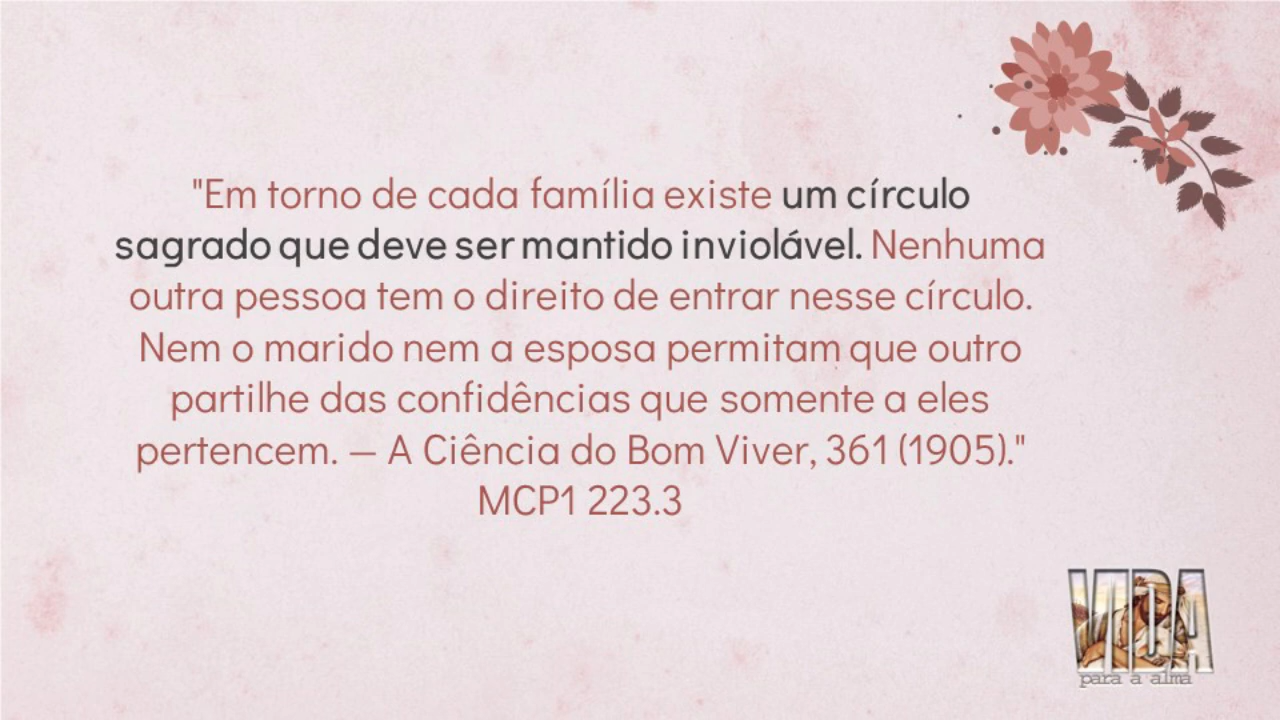 "Em torno de cada família existe um círculo
sagrado que deve ser mantido inviolável. Nenhuma
outra pessoa tem o direito de entrar nesse círculo.
Nem o marido nem a esposa permitam que outro
partilhe das confidências que somente a eles
pertencem. — A Ciência do Bom Viver, 361 (1905)."
MCP1 223.3
VIDA
para a alma